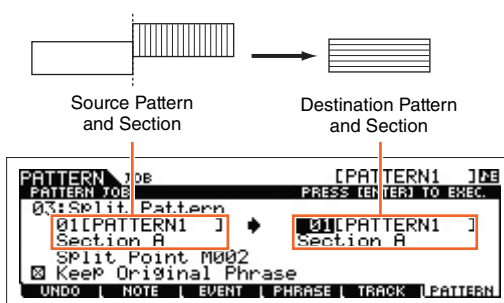 Source Pattern
and Section
Destination Pattern
and Section
PATTERN JOB [PATTERN1 ]
PATTERN JOB PRESS [ENTER] TO EXEC.
03:Split Pattern
01[PATTERN1 ] 01[PATTERN1 ]
Section A Section A
Split Point M002
Keep Original Phrase
UNDO NOTE EVENT PHRASE TRACK PATTERN